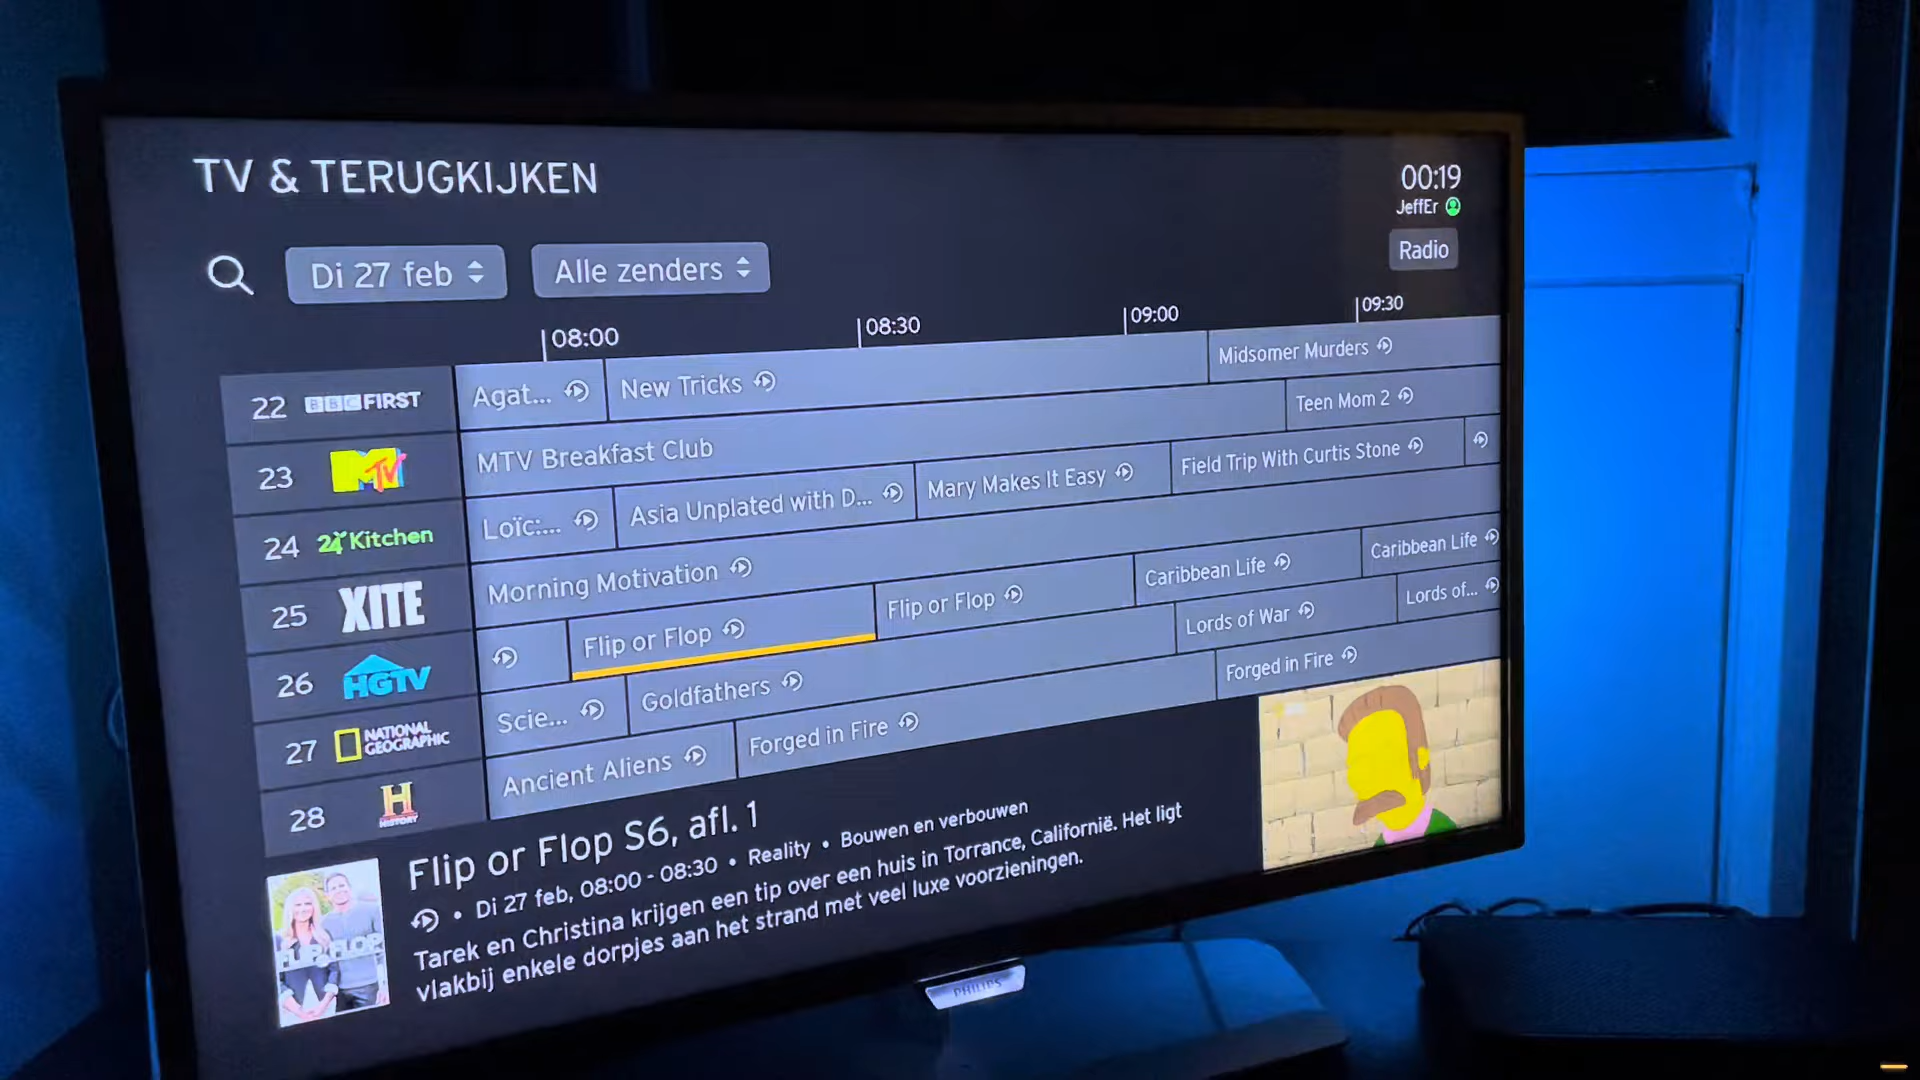 TV & TERUGKIJKEN
00:19
JeffEr
Di 27 feb
Alle zenders
Radio
08:00
08:30
09:00
09:30
22 BBC FIRST Agat... New Tricks Midsomer Murders
23 MTV MTV Breakfast Club Teen Mom 2
24 24 Kitchen Loïc:... Asia Unplated with D... Mary Makes It Easy Field Trip With Curtis Stone
25 XITE Morning Motivation
26 HGTV Flip or Flop Flip or Flop Caribbean Life Caribbean Life
27 NATIONAL GEOGRAPHIC Scie... Goldfathers Lords of War Lords of...
28 H HISTORY Ancient Aliens Forged in Fire Forged in Fire
Flip or Flop S6, afl. 1
• Di 27 feb, 08:00 - 08:30 • Reality • Bouwen en verbouwen
Tarek en Christina krijgen een tip over een huis in Torrance, Californië. Het ligt
vlakbij enkele dorpjes aan het strand met veel luxe voorzieningen.
FLIP FLOP
PHILIPS